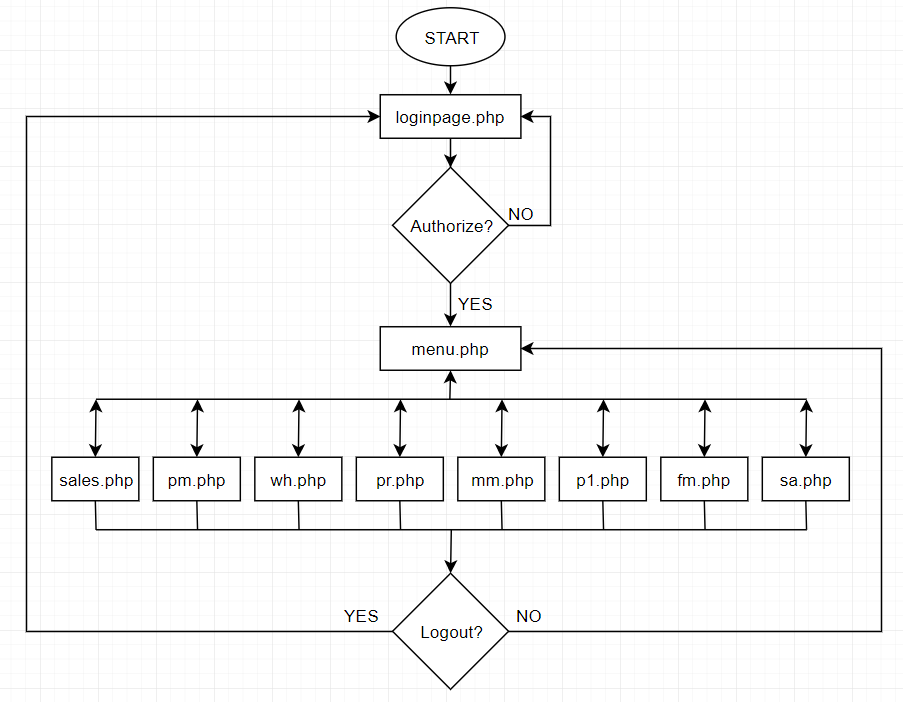 START
loginpage.php
Authorize?
NO
YES
menu.php
sales.php
pm.php
wh.php
pr.php
mm.php
p1.php
fm.php
sa.php
YES
Logout?
NO